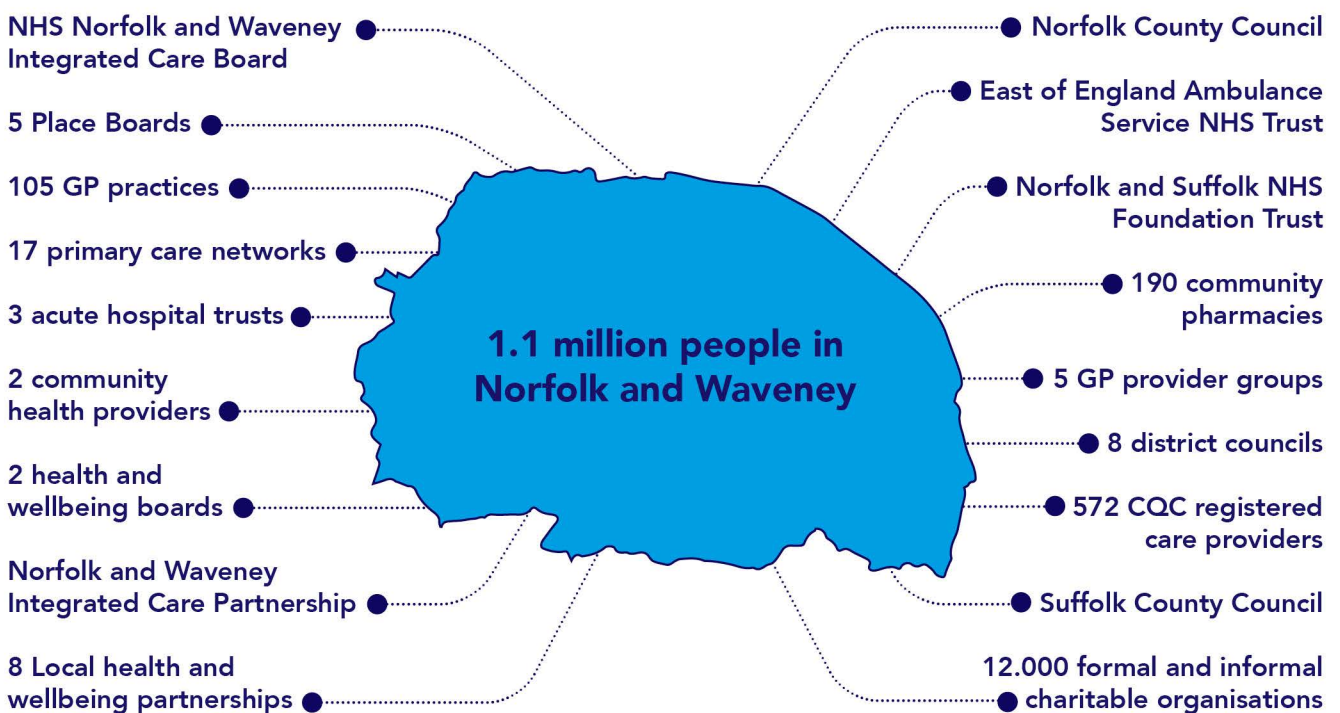 NHS Norfolk and Waveney
Integrated Care Board
5 Place Boards
105 GP practices
17 primary care networks
3 acute hospital trusts
2 community
health providers
2 health and
wellbeing boards
Norfolk and Waveney
Integrated Care Partnership
8 Local health and
wellbeing partnerships
1.1 million people in
Norfolk and Waveney
Norfolk County Council
East of England Ambulance
Service NHS Trust
Norfolk and Suffolk NHS
Foundation Trust
190 community
pharmacies
5 GP provider groups
8 district councils
572 CQC registered
care providers
Suffolk County Council
12.000 formal and informal
charitable organisations